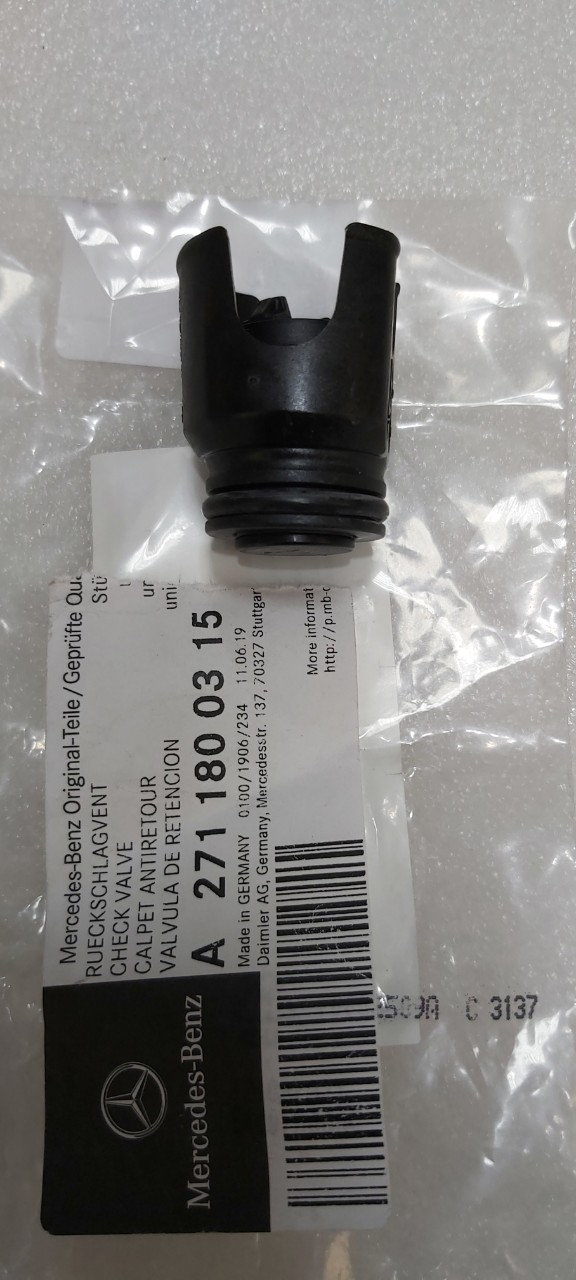 Mercedes-Benz Original-Teile / Geprüfte
RUECKSCHLAGVENT
CHECK VALVE
CALPET ANTIRETOUR
VALVULA DE RETENCION
A 271 180 03 15
Made in GERMANY 0100/1906/234 11.06.19
Daimler AG, Germany, Mercedesstr. 137, 70327 Stuttgar
More informat
http://p.mb-
Mercedes-Benz
C 3137